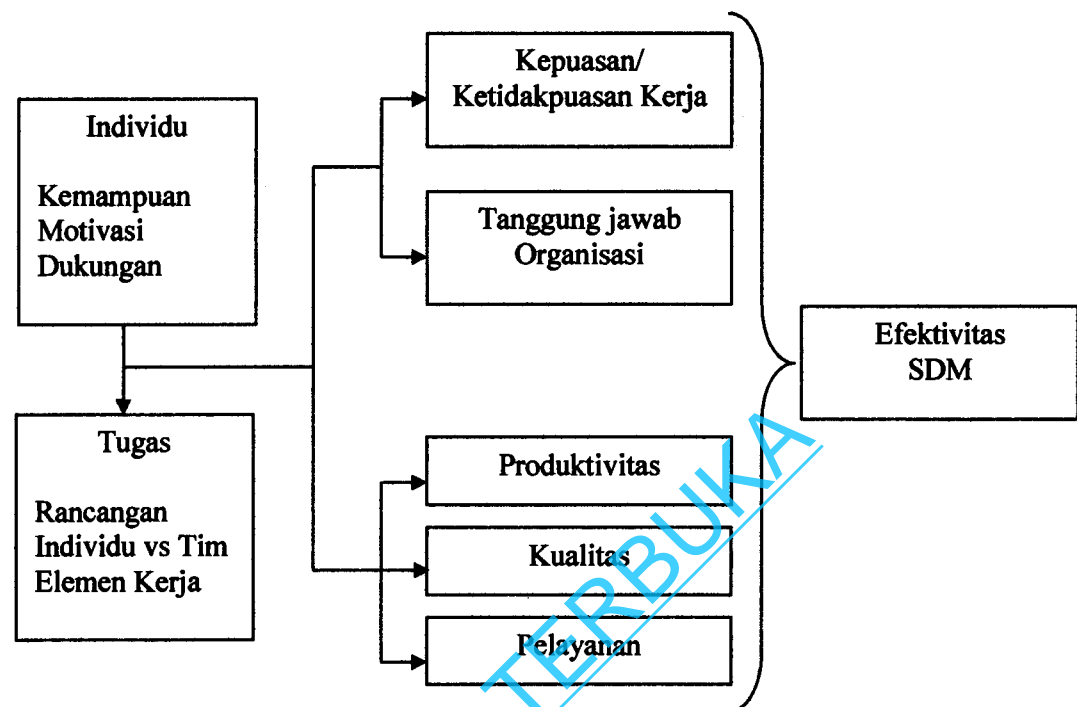 Individu
Kemampuan
Motivasi
Dukungan
Tugas
Rancangan
Individu vs Tim
Elemen Kerja
Kepuasan/
Ketidakpuasan Kerja
Tanggung jawab
Organisasi
Produktivitas
Kualitas
Pelayanan
Efektivitas
SDM
TERBUKA